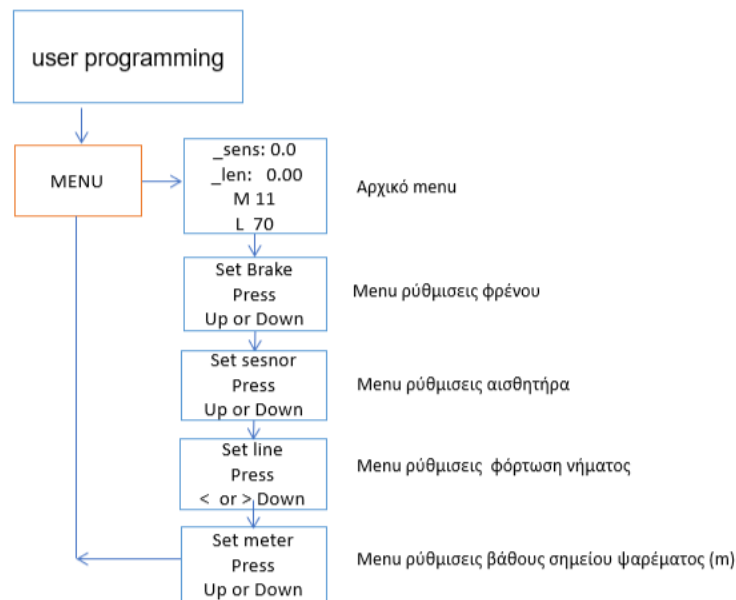 user programming
MENU
_sens: 0.0
_len: 0.00
M 11
L 70
Αρχικό menu
Set Brake
Press
Up or Down
Menu ρύθμισεις φρένου
Set sesnor
Press
Up or Down
Menu ρύθμισεις αισθητήρα
Set line
Press
< or > Down
Menu ρύθμισεις φόρτωση νήματος
Set meter
Press
Up or Down
Menu ρύθμισεις βάθους σημείου ψαρέματος (m)